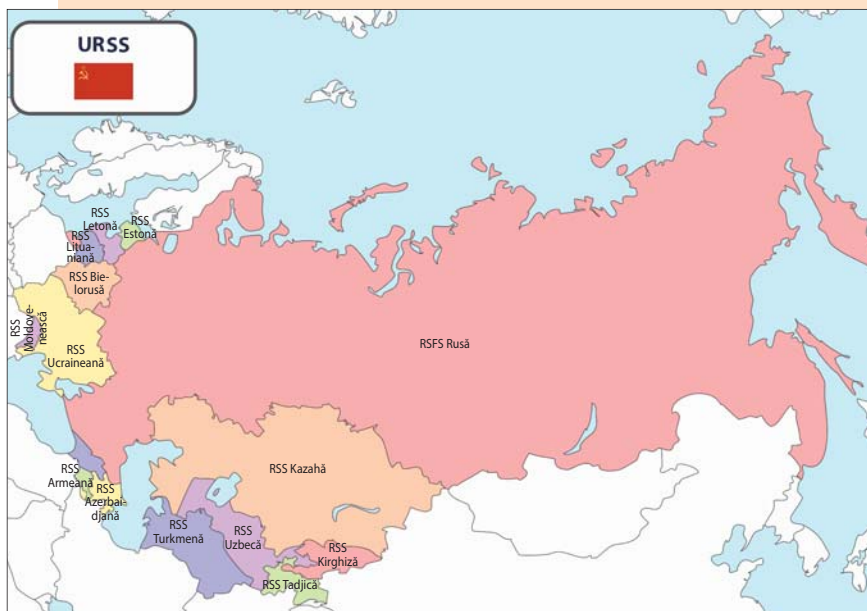 URSS
RSS
Letonă
RSS
Estonă
RSS
Litua-
niană
RSS Bie-
lorusă
RSS
Moldove-
nească
RSS
Ucraineană
RSFS Rusă
RSS
Armeană
RSS
Azerbai-
djană
RSS Kazahă
RSS
Turkmenă
RSS
Uzbecă
RSS
Kirghiză
RSS Tadjică